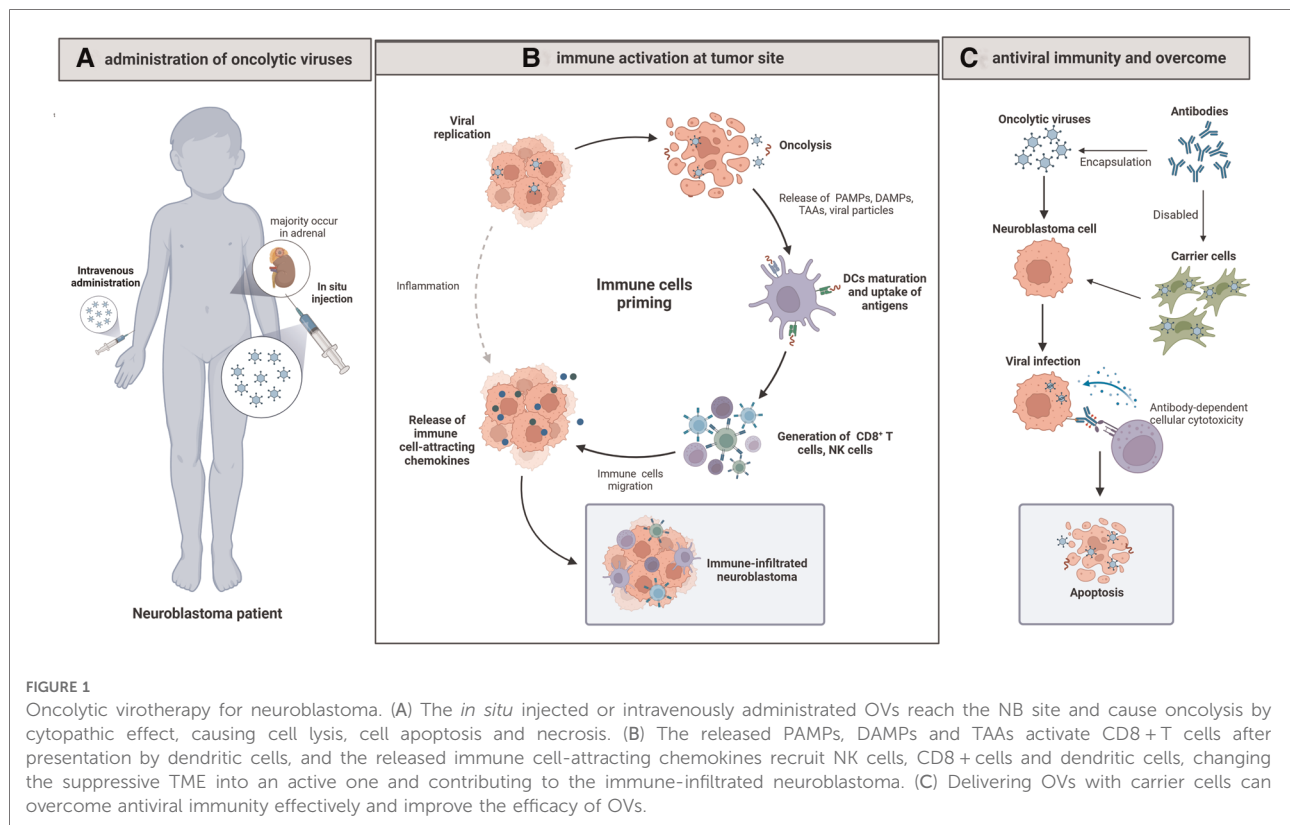 A administration of oncolytic viruses
majority occur
in adrenal
Intravenous
administration
In situ
injection
Neuroblastoma patient
B immune activation at tumor site
Viral
replication
Oncolysis
Release of PAMPs, DAMPs,
TAAs, viral particles
Inflammation
Immune cells
priming
DCs maturation
and uptake of
antigens
Release of
immune
cell-attracting
chemokines
Immune cells
migration
Generation of CD8⁺ T
cells, NK cells
Immune-infiltrated
neuroblastoma
C antiviral immunity and overcome
Oncolytic viruses
Antibodies
Encapsulation
Disabled
Neuroblastoma cell
Carrier cells
Viral infection
Antibody-dependent
cellular cytotoxicity
Apoptosis
FIGURE 1
Oncolytic virotherapy for neuroblastoma. (A) The in situ injected or intravenously administrated OVs reach the NB site and cause oncolysis by
cytopathic effect, causing cell lysis, cell apoptosis and necrosis. (B) The released PAMPs, DAMPs and TAAs activate CD8 + T cells after
presentation by dendritic cells, and the released immune cell-attracting chemokines recruit NK cells, CD8 + cells and dendritic cells, changing
the suppressive TME into an active one and contributing to the immune-infiltrated neuroblastoma. (C) Delivering OVs with carrier cells can
overcome antiviral immunity effectively and improve the efficacy of OVs.